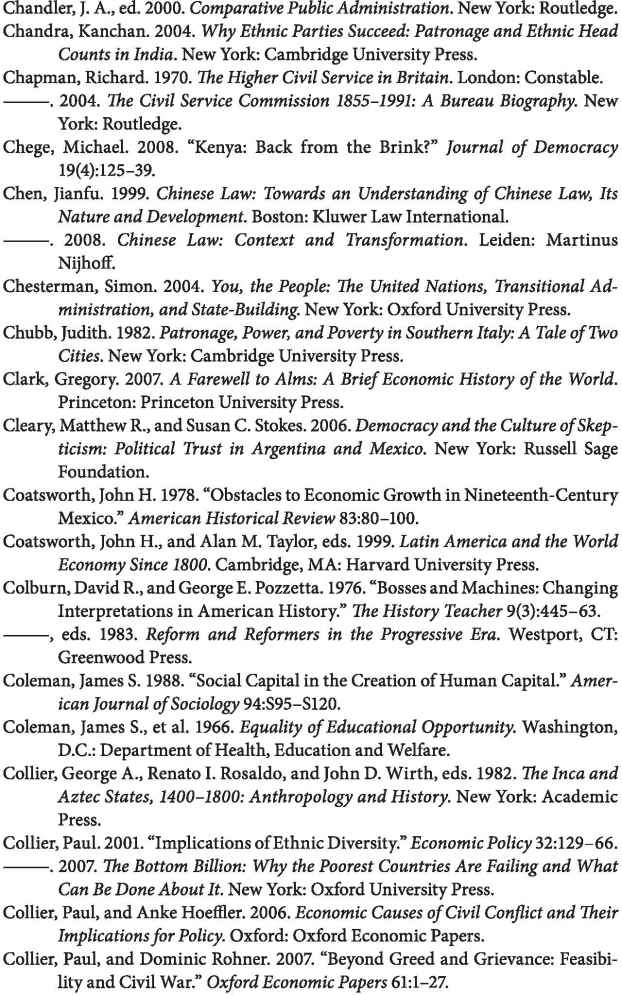 Chandler, J. A., ed. 2000. Comparative Public Administration. New York: Routledge.
Chandra, Kanchan. 2004. Why Ethnic Parties Succeed: Patronage and Ethnic Head
Counts in India. New York: Cambridge University Press.
Chapman, Richard. 1970. The Higher Civil Service in Britain. London: Constable.
———. 2004. The Civil Service Commission 1855–1991: A Bureau Biography. New
York: Routledge.
Chege, Michael. 2008. “Kenya: Back from the Brink?” Journal of Democracy
19(4):125–39.
Chen, Jianfu. 1999. Chinese Law: Towards an Understanding of Chinese Law, Its
Nature and Development. Boston: Kluwer Law International.
———. 2008. Chinese Law: Context and Transformation. Leiden: Martinus
Nijhoff.
Chesterman, Simon. 2004. You, the People: The United Nations, Transitional Ad-
ministration, and State-Building. New York: Oxford University Press.
Chubb, Judith. 1982. Patronage, Power, and Poverty in Southern Italy: A Tale of Two
Cities. New York: Cambridge University Press.
Clark, Gregory. 2007. A Farewell to Alms: A Brief Economic History of the World.
Princeton: Princeton University Press.
Cleary, Matthew R., and Susan C. Stokes. 2006. Democracy and the Culture of Skep-
ticism: Political Trust in Argentina and Mexico. New York: Russell Sage
Foundation.
Coatsworth, John H. 1978. “Obstacles to Economic Growth in Nineteenth-Century
Mexico.” American Historical Review 83:80–100.
Coatsworth, John H., and Alan M. Taylor, eds. 1999. Latin America and the World
Economy Since 1800. Cambridge, MA: Harvard University Press.
Colburn, David R., and George E. Pozzetta. 1976. “Bosses and Machines: Changing
Interpretations in American History.” The History Teacher 9(3):445–63.
———, eds. 1983. Reform and Reformers in the Progressive Era. Westport, CT:
Greenwood Press.
Coleman, James S. 1988. “Social Capital in the Creation of Human Capital.” Amer-
ican Journal of Sociology 94:S95–S120.
Coleman, James S., et al. 1966. Equality of Educational Opportunity. Washington,
D.C.: Department of Health, Education and Welfare.
Collier, George A., Renato I. Rosaldo, and John D. Wirth, eds. 1982. The Inca and
Aztec States, 1400–1800: Anthropology and History. New York: Academic
Press.
Collier, Paul. 2001. “Implications of Ethnic Diversity.” Economic Policy 32:129–66.
———. 2007. The Bottom Billion: Why the Poorest Countries Are Failing and What
Can Be Done About It. New York: Oxford University Press.
Collier, Paul, and Anke Hoeffler. 2006. Economic Causes of Civil Conflict and Their
Implications for Policy. Oxford: Oxford Economic Papers.
Collier, Paul, and Dominic Rohner. 2007. “Beyond Greed and Grievance: Feasibi-
lity and Civil War.” Oxford Economic Papers 61:1–27.